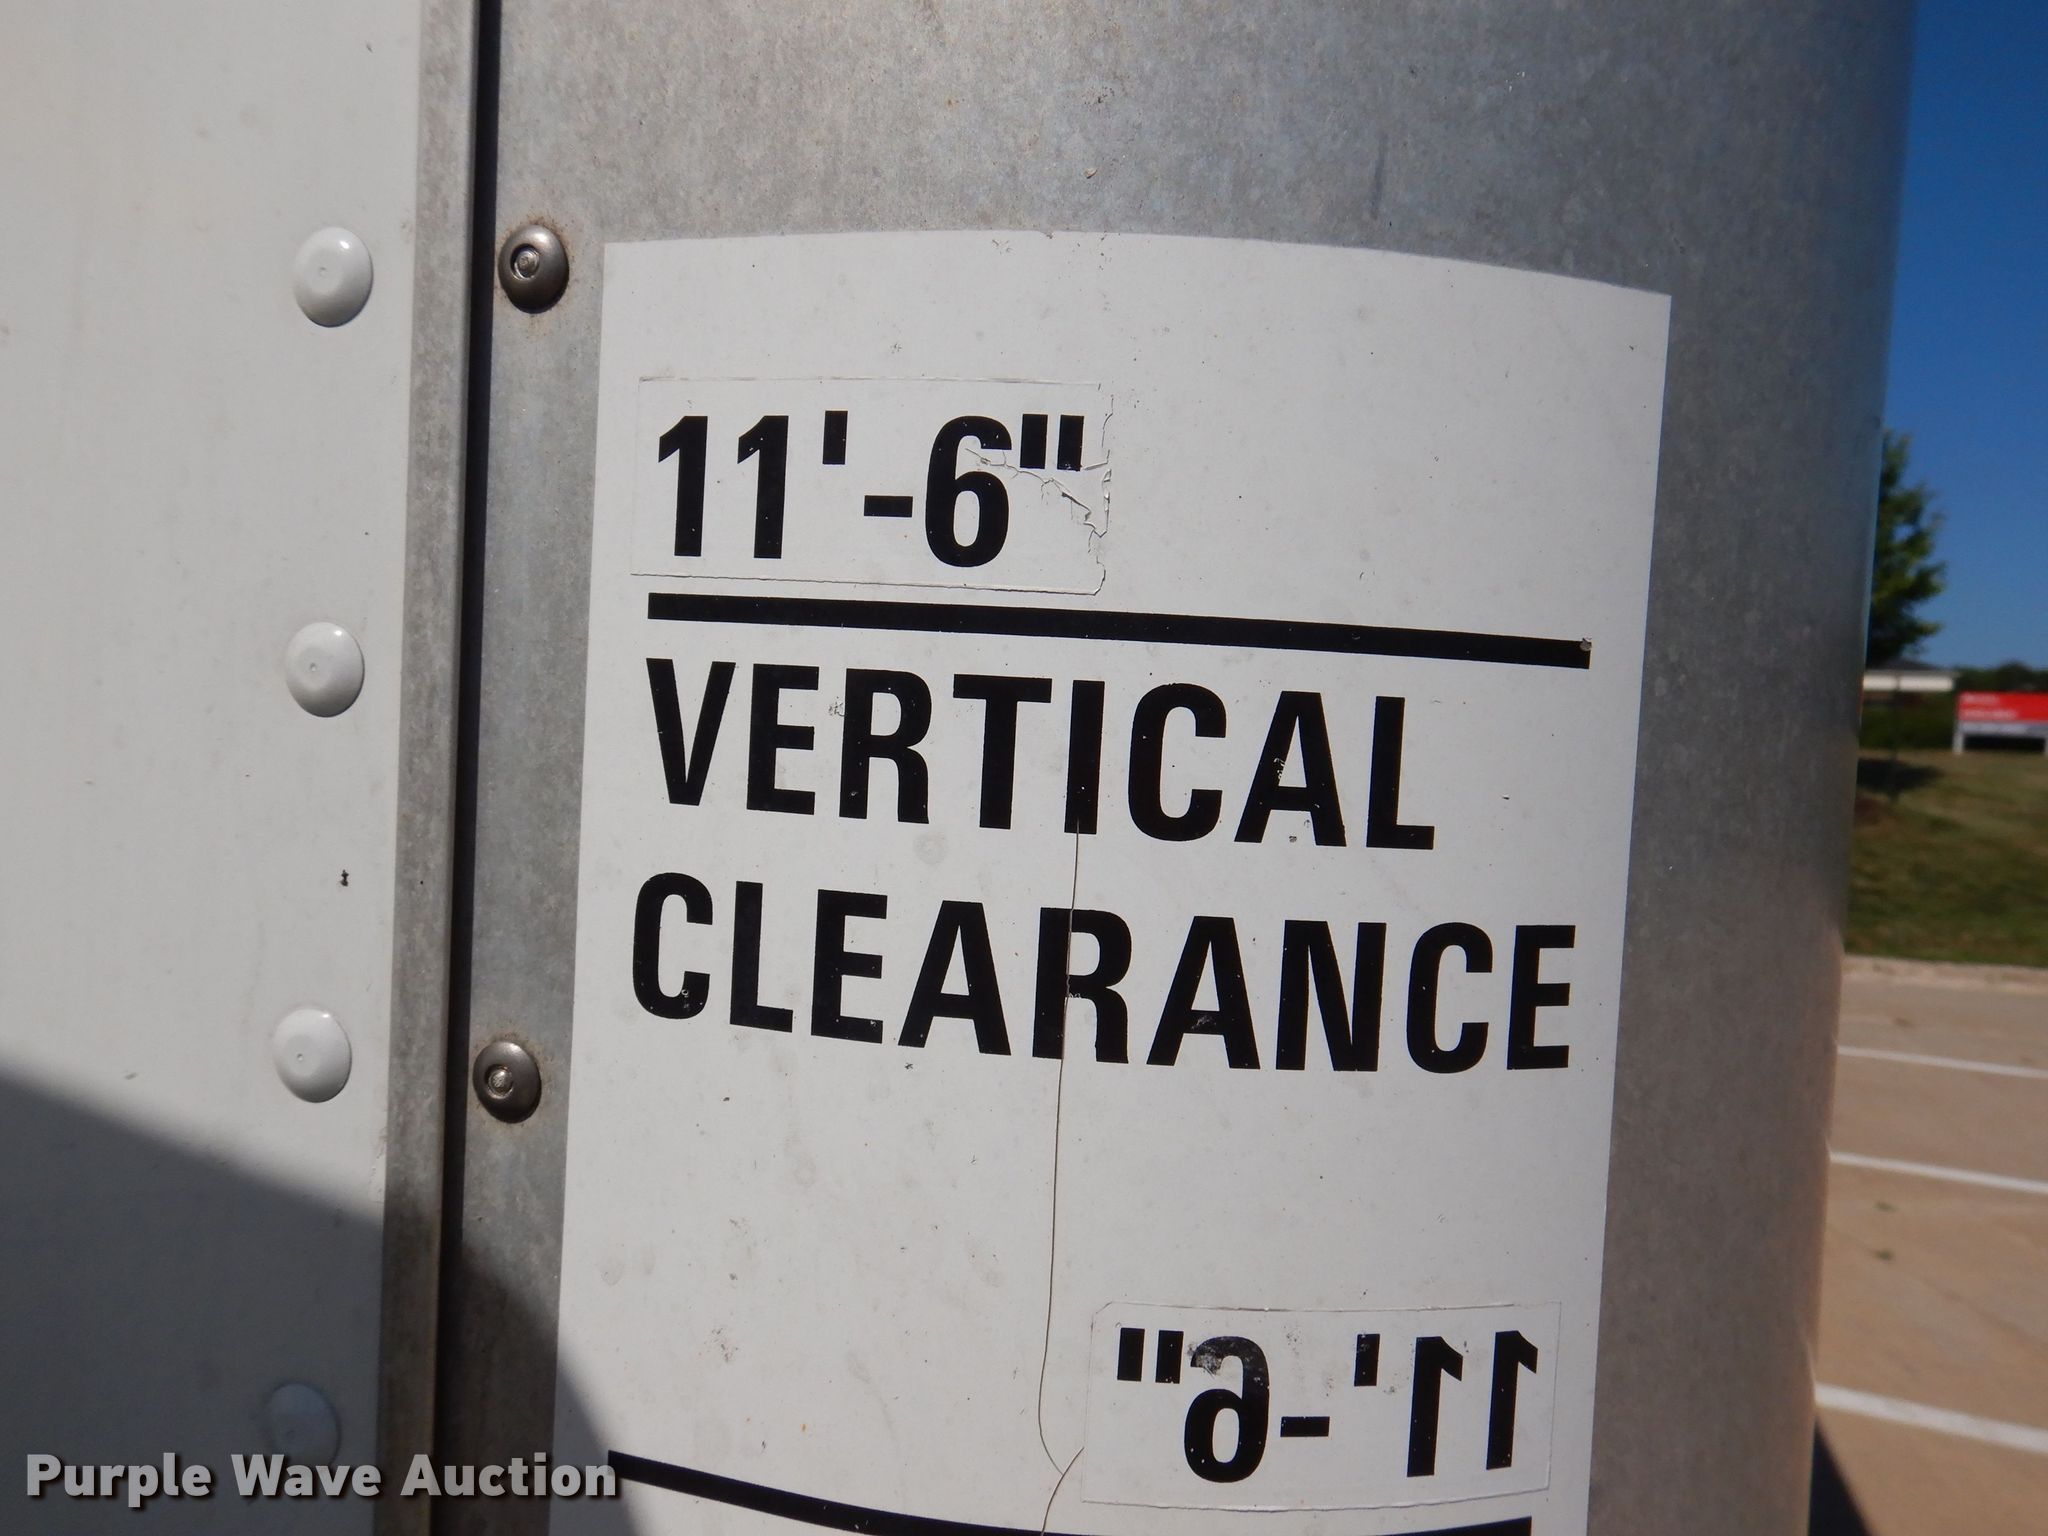 11'-6"
VERTICAL
CLEARANCE
11'-6"
Purple Wave Auction